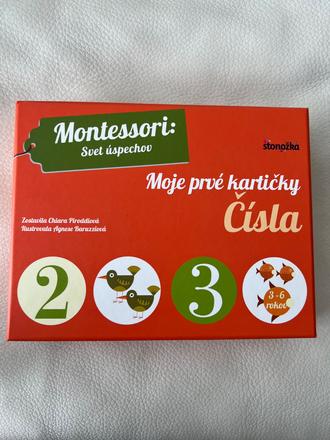 Montessori:
Svet úspechov
stonožka
Moje prvé kartičky
Čísla
Zostavila Chiara Piroddiová
Ilustrovala Agnese Baruzziová
2
3
3 - 6
rokov